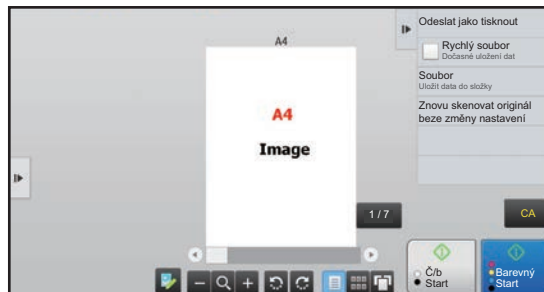 A4
A4
Image
1 / 7
Odeslat jako tisknout
Rychlý soubor
Dočasné uložení dat
Soubor
Uložit data do složky
Znovu skenovat originál
beze změny nastavení
CA
Č/b
Start
Barevný
Start